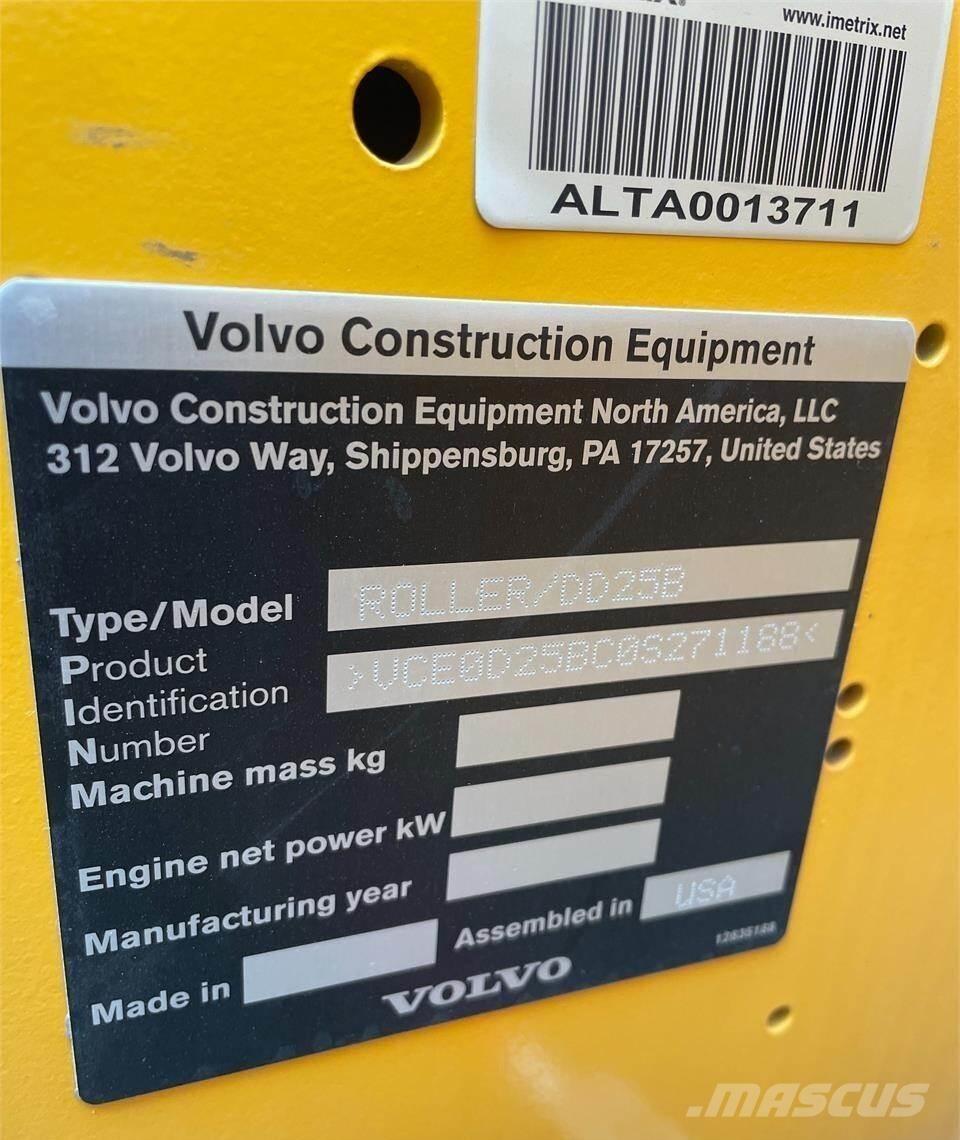 www.imetrix.net
ALTA0013711
Volvo Construction Equipment
Volvo Construction Equipment North America, LLC
312 Volvo Way, Shippensburg, PA 17257, United States
Type/Model ROLLER/DD25B
Product
Identification >VCE0D25BC0S271188<
Number
Machine mass kg
Engine net power kW
Manufacturing year
Assembled in USA
Made in
VOLVO
.MASCUS